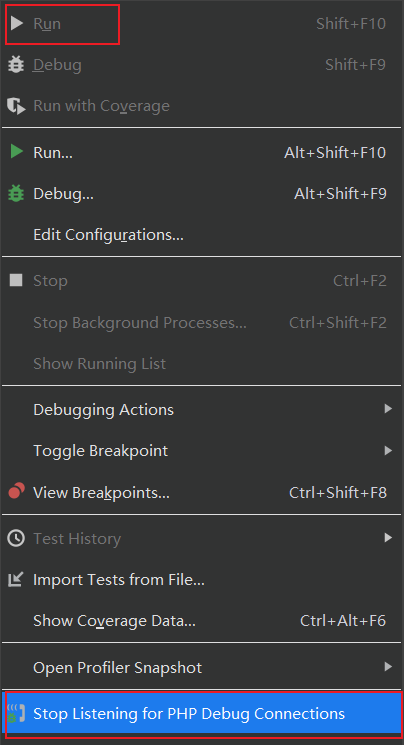 Run Shift+F10
Debug Shift+F9
Run with Coverage
Run... Alt+Shift+F10
Debug... Alt+Shift+F9
Edit Configurations...
Stop Ctrl+F2
Stop Background Processes... Ctrl+Shift+F2
Show Running List
Debugging Actions
Toggle Breakpoint
View Breakpoints... Ctrl+Shift+F8
Test History
Import Tests from File...
Show Coverage Data... Ctrl+Alt+F6
Open Profiler Snapshot
Stop Listening for PHP Debug Connections